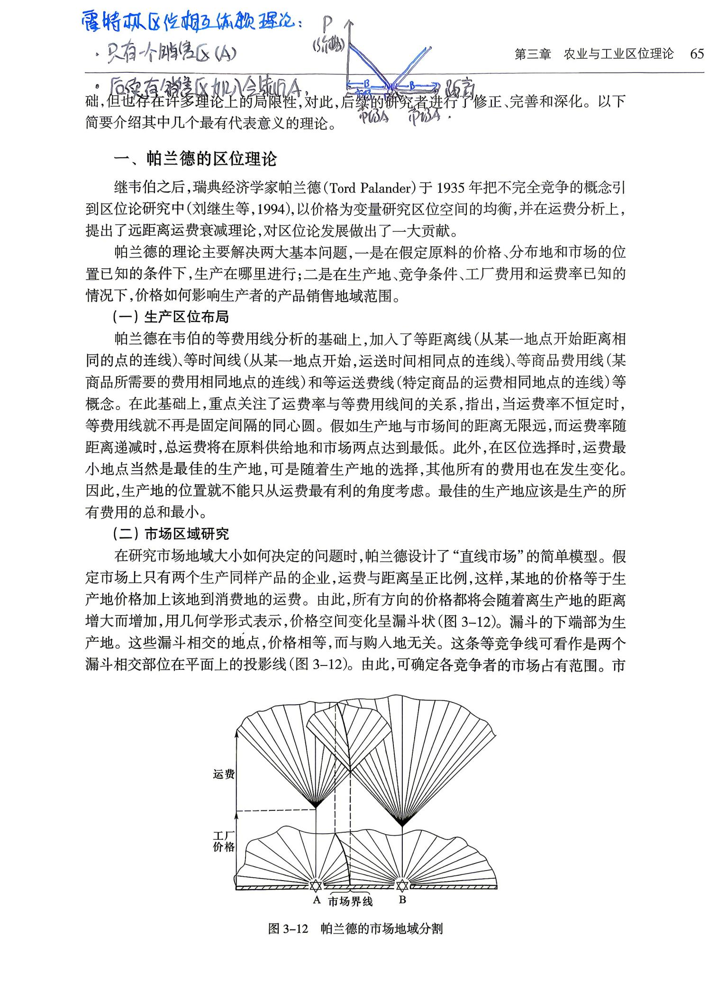 霍特林区位相互依赖理论：
P
(价格)
·只有一个销售区(A)
第三章 农业与工业区位理论 65
·后续有销售区加入会挤占A。
B B 距离
市场A 市场A
础,但也存在许多理论上的局限性,对此,后续的研究者进行了修正、完善和深化。以下
简要介绍其中几个最有代表意义的理论。
一、帕兰德的区位理论
继韦伯之后,瑞典经济学家帕兰德(Tord Palander)于 1935 年把不完全竞争的概念引
到区位论研究中(刘继生等,1994),以价格为变量研究区位空间的均衡,并在运费分析上,
提出了远距离运费衰减理论,对区位论发展做出了一大贡献。
帕兰德的理论主要解决两大基本问题,一是在假定原料的价格、分布地和市场的位
置已知的条件下,生产在哪里进行;二是在生产地、竞争条件、工厂费用和运费率已知的
情况下,价格如何影响生产者的产品销售地域范围。
(一)生产区位布局
帕兰德在韦伯的等费用线分析的基础上,加入了等距离线(从某一地点开始距离相
同的点的连线)、等时间线(从某一地点开始,运送时间相同点的连线)、等商品费用线(某
商品所需要的费用相同地点的连线)和等运送费线(特定商品的运费相同地点的连线)等
概念。在此基础上,重点关注了运费率与等费用线间的关系,指出,当运费率不恒定时,
等费用线就不再是固定间隔的同心圆。假如生产地与市场间的距离无限远,而运费率随
距离递减时,总运费将在原料供给地和市场两点达到最低。此外,在区位选择时,运费最
小地点当然是最佳的生产地,可是随着生产地的选择,其他所有的费用也在发生变化。
因此,生产地的位置就不能只从运费最有利的角度考虑。最佳的生产地应该是生产的所
有费用的总和最小。
(二)市场区域研究
在研究市场地域大小如何决定的问题时,帕兰德设计了“直线市场”的简单模型。假
定市场上只有两个生产同样产品的企业,运费与距离呈正比例,这样,某地的价格等于生
产地价格加上该地到消费地的运费。由此,所有方向的价格都将会随着离生产地的距离
增大而增加,用几何学形式表示,价格空间变化呈漏斗状(图 3-12)。漏斗的下端部为生
产地。这些漏斗相交的地点,价格相等,而与购入地无关。这条等竞争线可看作是两个
漏斗相交部位在平面上的投影线(图 3-12)。由此,可确定各竞争者的市场占有范围。市
运费
工厂
价格
A 市场界线 B
图 3-12 帕兰德的市场地域分割